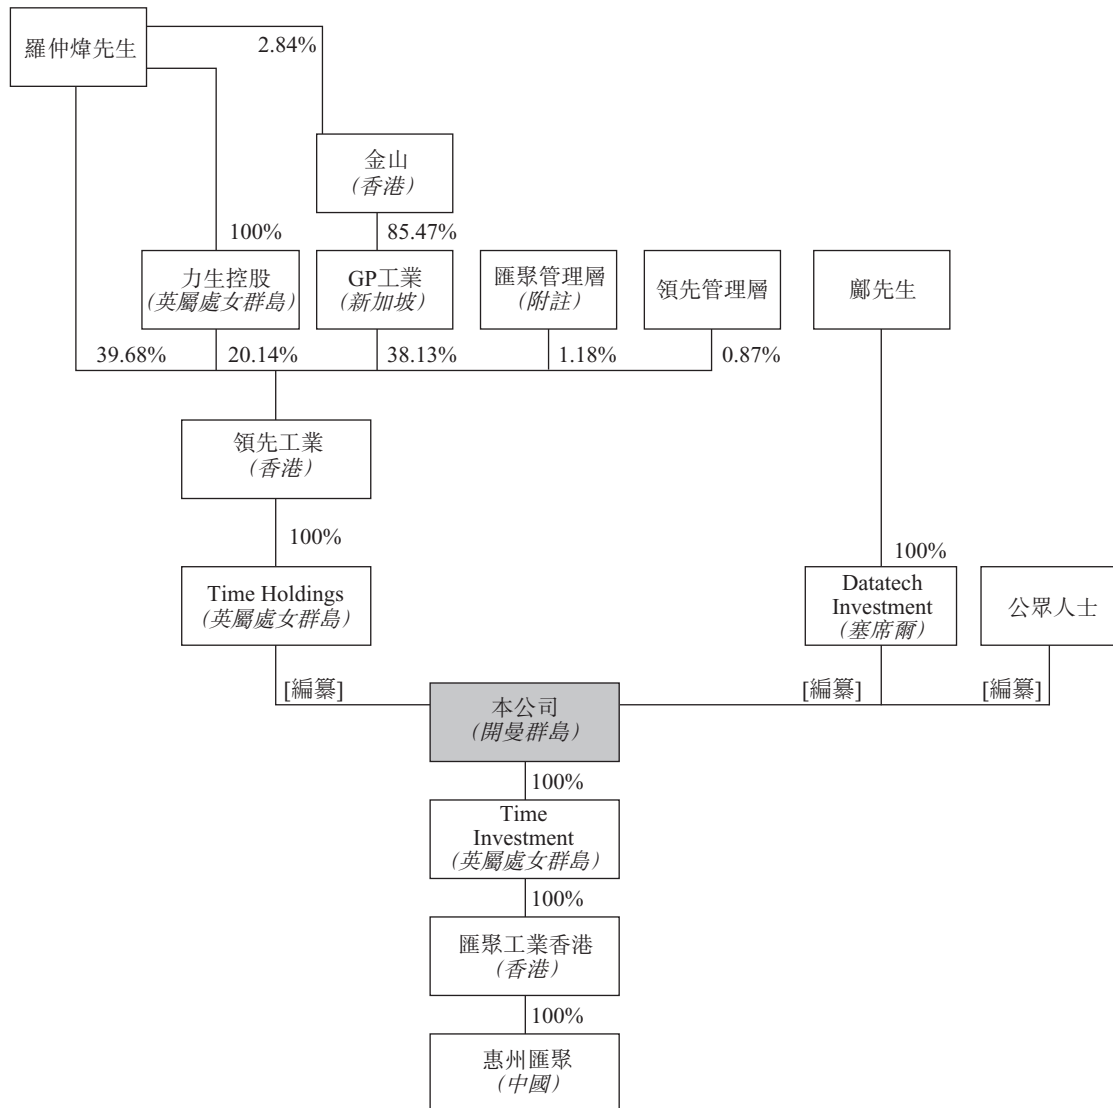 羅仲煒先生
2.84%
金山
(香港)
100%
85.47%
力生控股
(英屬處女群島)
GP工業
(新加坡)
匯聚管理層
(附註)
領先管理層
鄺先生
39.68%
20.14%
38.13%
1.18%
0.87%
領先工業
(香港)
100%
100%
Time Holdings
(英屬處女群島)
Datatech
Investment
(塞席爾)
公眾人士
[編纂]
[編纂]
[編纂]
本公司
(開曼群島)
100%
Time
Investment
(英屬處女群島)
100%
匯聚工業香港
(香港)
100%
惠州匯聚
(中國)